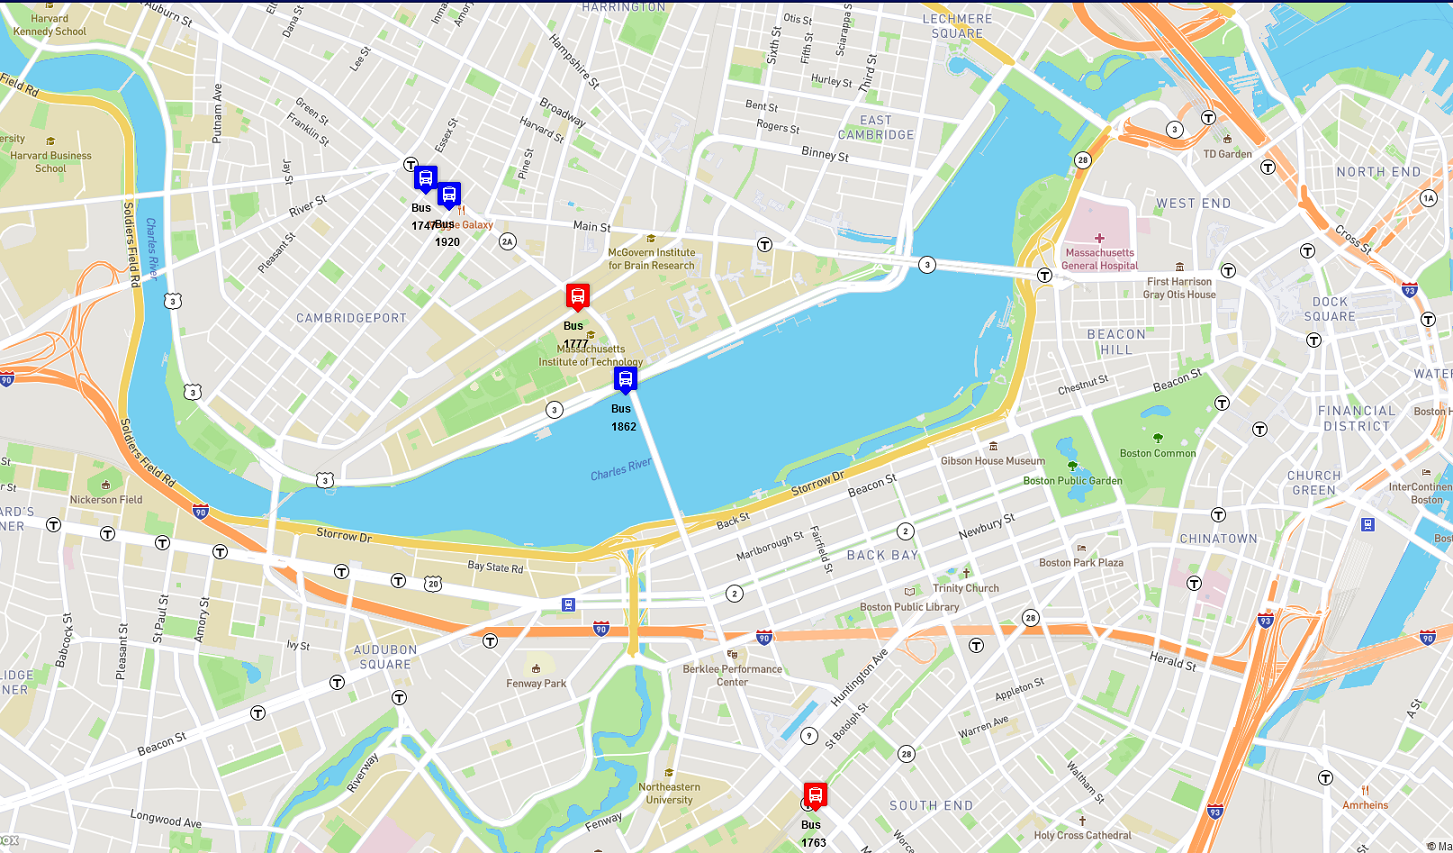 Harvard
Kennedy School
Auburn St
Dana St
HARRINGTON
Otis St
LECHMERE
SQUARE
Sixth St
Fifth St
Sciarappa S
Third St
Lee St
Hampshire St
Hurley St
Field Rd
Putnam Ave
Green St
Franklin St
Broadway
Harvard St
Bent St
Rogers St
EAST
CAMBRIDGE
Binney St
T
3
TD Garden
T
ersity
Harvard Business
School
Essex St
Pine St
T
28
T
NORTH END
Jay St
River St
Bus
1747
Bus
1920
e Galaxy
Main St
WEST END
1A
Soldiers Field Rd
Charles River
Pleasant St
2A
McGovern Institute
for Brain Research
T
3
Massachusetts
General Hospital
T
First Harrison
Gray Otis House
T
T
Cross St
93
3
CAMBRIDGEPORT
Bus
1777
Massachusetts
Institute of Technology
DOCK
SQUARE
T
T
BEACON
HILL
90
3
Bus
1862
3
Chestnut St
Beacon St
WATER
T
T
FINANCIAL
DISTRICT
Boston H
Soldiers Field Rd
Charles River
3
Storrow Dr
Beacon St
Gibson House Museum
Boston Common
Boston Public Garden
CHURCH
GREEN
InterContinen
Boston
St
r St
Nickerson Field
90
ARD'S
NER
T
T
T
T
Storrow Dr
Back St
Marlborough St
Fairfield St
2
Newbury St
BACK BAY
T
CHINATOWN
Bost
Bay State Rd
T
T
20
2
Boston Park Plaza
Trinity Church
Boston Public Library
T
Babcock St
Pleasant St
St Paul St
Amory St
Ivy St
AUDUBON
SQUARE
T
90
90
28
T
93
90
Herald St
LIDGE
NER
T
T
T
Fenway Park
Berklee Performance
Center
Huntington Ave
St Botolph St
Appleton St
Warren Ave
A St
Beacon St
Riverway
9
28
Waltham St
T
Northeastern
University
Amrheins
Longwood Ave
Fenway
Bus
1763
SOUTH END
Worce
Holy Cross Cathedral
93
box
© Ma